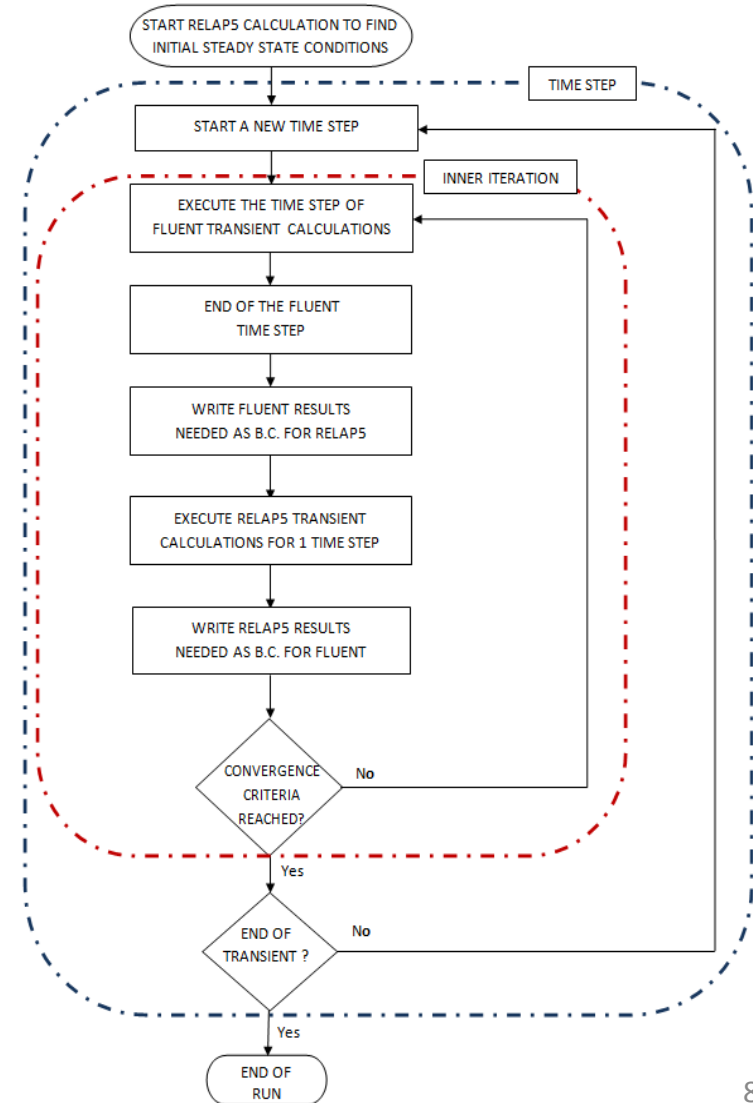 START RELAP5 CALCULATION TO FIND
INITIAL STEADY STATE CONDITIONS
TIME STEP
START A NEW TIME STEP
INNER ITERATION
EXECUTE THE TIME STEP OF
FLUENT TRANSIENT CALCULATIONS
END OF THE FLUENT
TIME STEP
WRITE FLUENT RESULTS
NEEDED AS B.C. FOR RELAP5
EXECUTE RELAP5 TRANSIENT
CALCULATIONS FOR 1 TIME STEP
WRITE RELAP5 RESULTS
NEEDED AS B.C. FOR FLUENT
CONVERGENCE
CRITERIA
REACHED?
No
Yes
END OF
TRANSIENT ?
No
Yes
END OF
RUN
8